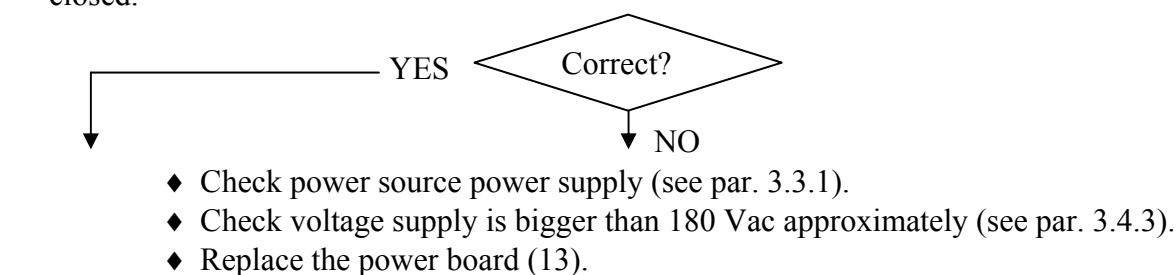 closed.
YES
Correct?
NO
♦ Check power source power supply (see par. 3.3.1).
♦ Check voltage supply is bigger than 180 Vac approximately (see par. 3.4.3).
♦ Replace the power board (13).